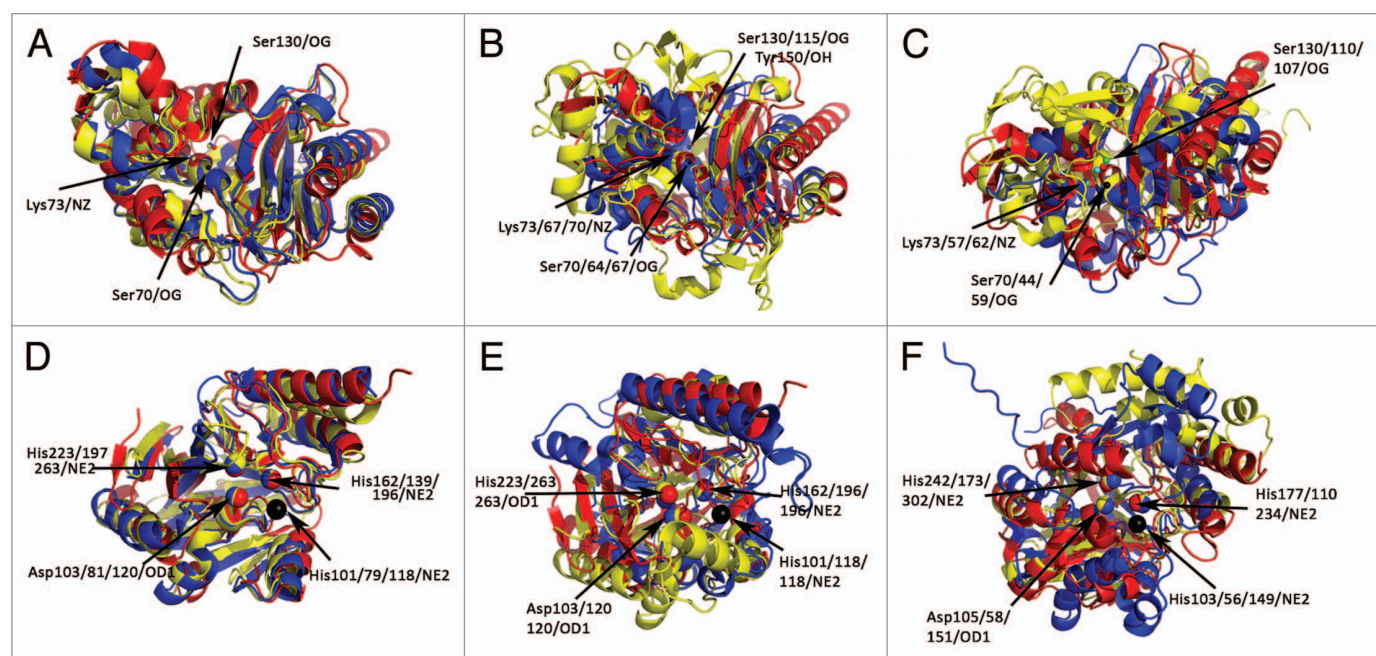 A
Ser130/OG
Lys73/NZ
Ser70/OG
B
Ser130/115/OG
Tyr150/OH
Lys73/67/70/NZ
Ser70/64/67/OG
C
Ser130/110/
107/OG
Lys73/57/62/NZ
Ser70/44/
59/OG
D
His223/197
263/NE2
His162/139/
196/NE2
Asp103/81/120/OD1
His101/79/118/NE2
E
His223/263
263/OD1
His162/196/
196/NE2
His101/118/
118/NE2
Asp103/120
120/OD1
F
His242/173/
302/NE2
His177/110
234/NE2
His103/56/149/NE2
Asp105/58/
151/OD1